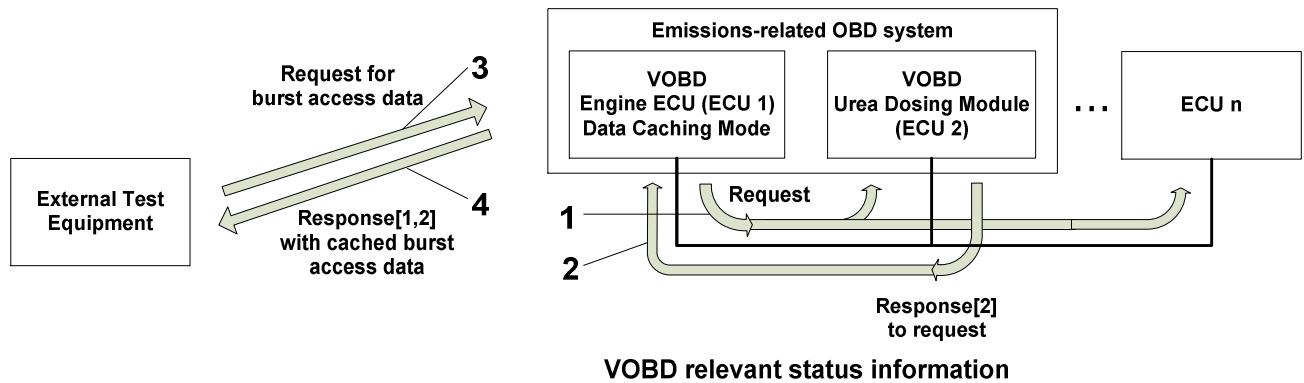 Emissions-related OBD system
VOBD
Engine ECU (ECU 1)
Data Caching Mode
VOBD
Urea Dosing Module
(ECU 2)
...
ECU n
Request for
burst access data
3
External Test
Equipment
4
Response[1,2]
with cached burst
access data
Request
1
2
Response[2]
to request
VOBD relevant status information